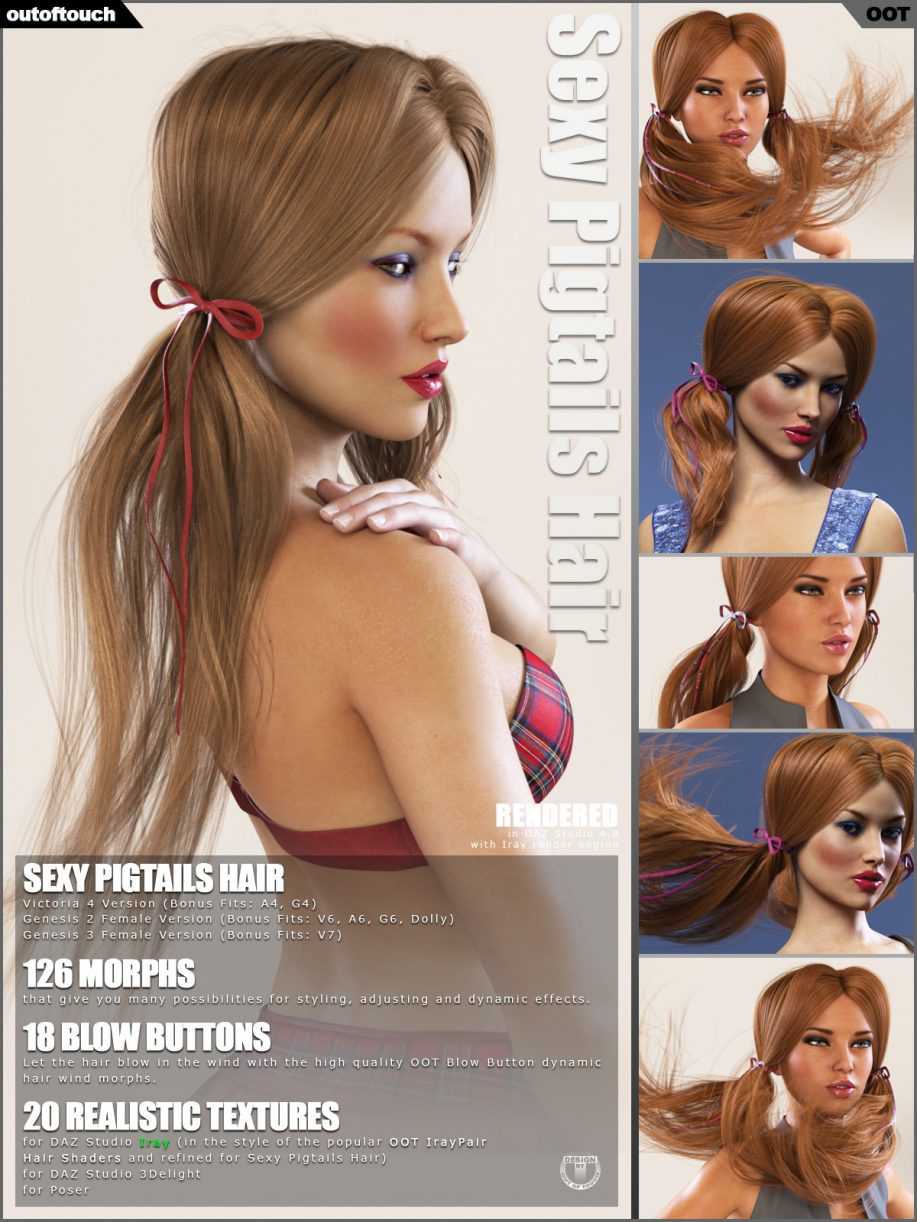 outoftouch
OOT
Sexy Pigtails Hair
RENDERED
in DAZ Studio 4.8
with Iray render engine
SEXY PIGTAILS HAIR
Victoria 4 Version (Bonus Fits: A4, G4)
Genesis 2 Female Version (Bonus Fits: V6, A6, G6, Dolly)
Genesis 3 Female Version (Bonus Fits: V7)
126 MORPHS
that give you many possibilities for styling, adjusting and dynamic effects.
18 BLOW BUTTONS
Let the hair blow in the wind with the high quality OOT Blow Button dynamic
hair wind morphs.
20 REALISTIC TEXTURES
for DAZ Studio Iray (in the style of the popular OOT IrayPair
Hair Shaders and refined for Sexy Pigtails Hair)
for DAZ Studio 3Delight
for Poser
DESIGN
BY
OUT OF TOUCH